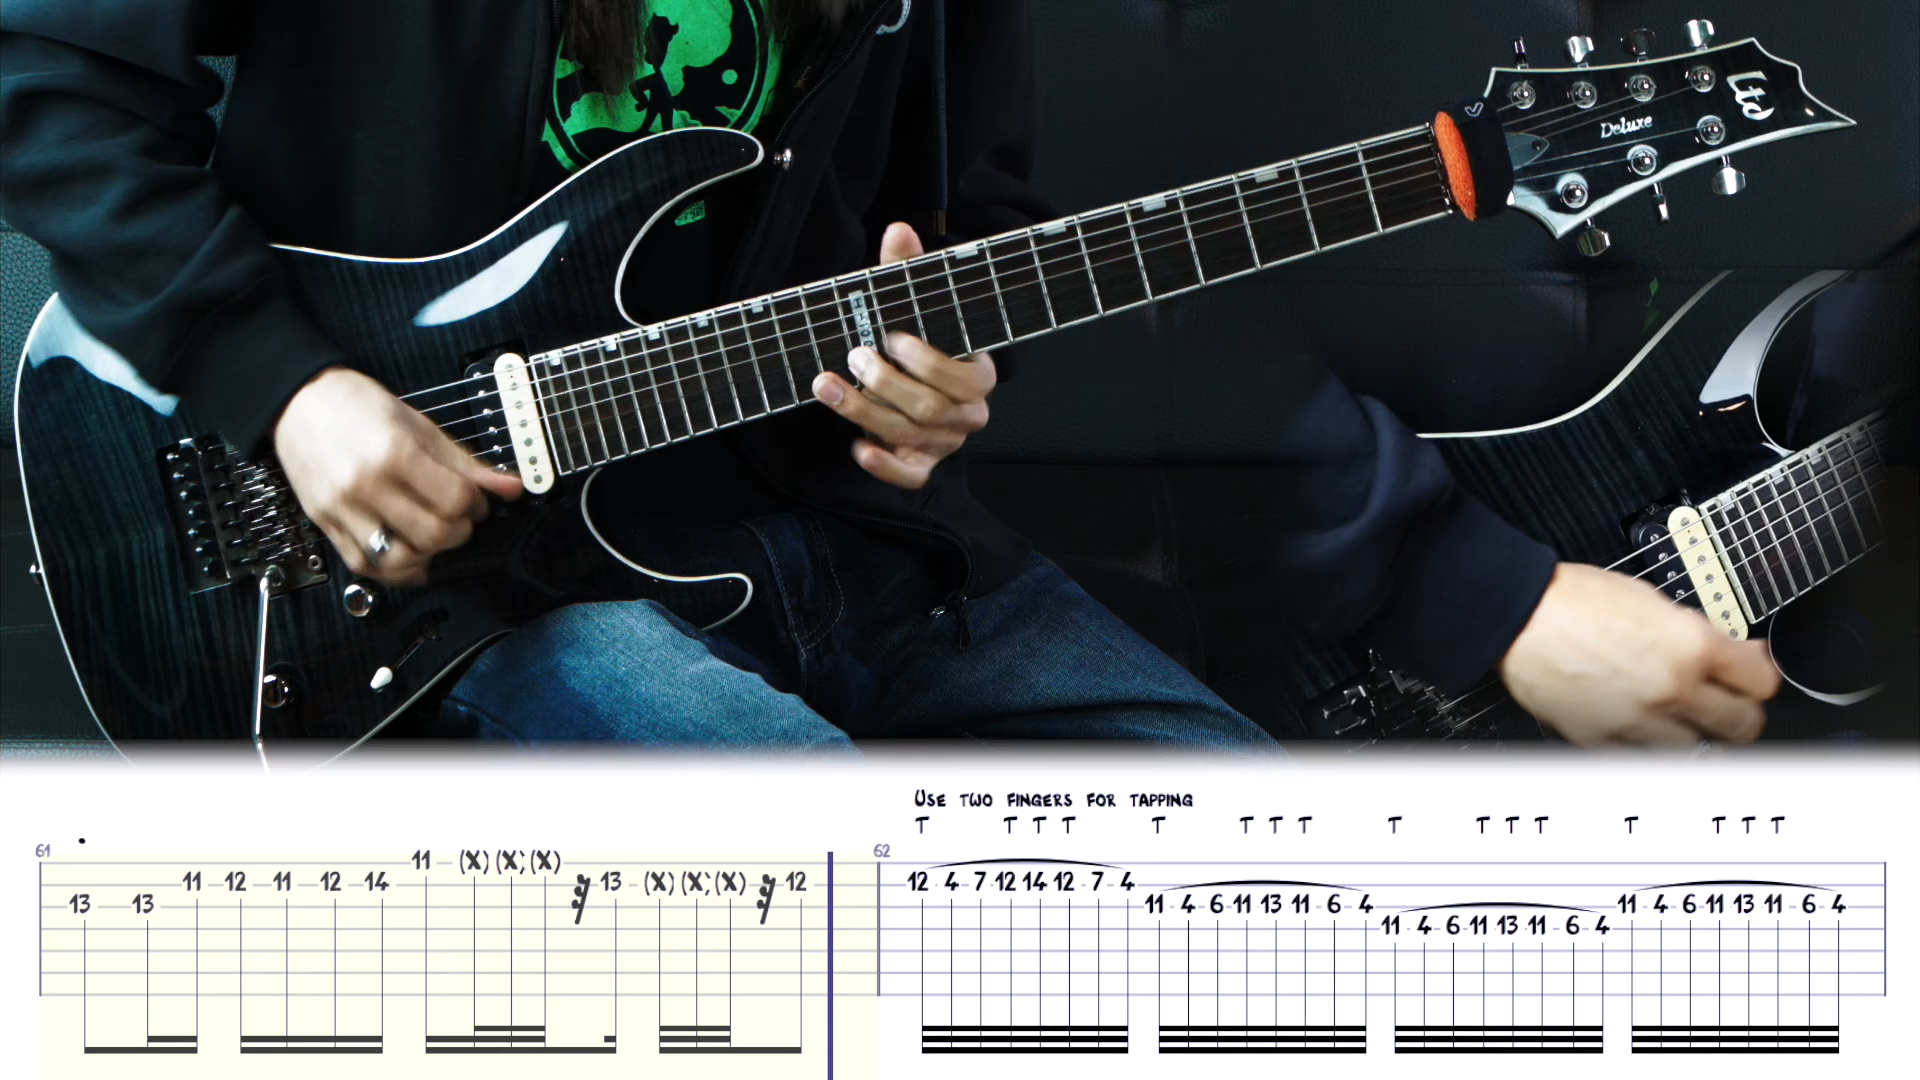 Ltd
Deluxe
USE TWO FINGERS FOR TAPPING
T T T T T T T T T T T T T T T T
61 62
11 (X) (X) (X)
11 12 11 12 14 13 (X) (X) (X) 12 12 4 7 12 14 12 7 4
13 13 11 4 6 11 13 11 6 4 11 4 6 11 13 11 6 4
11 4 6 11 13 11 6 4